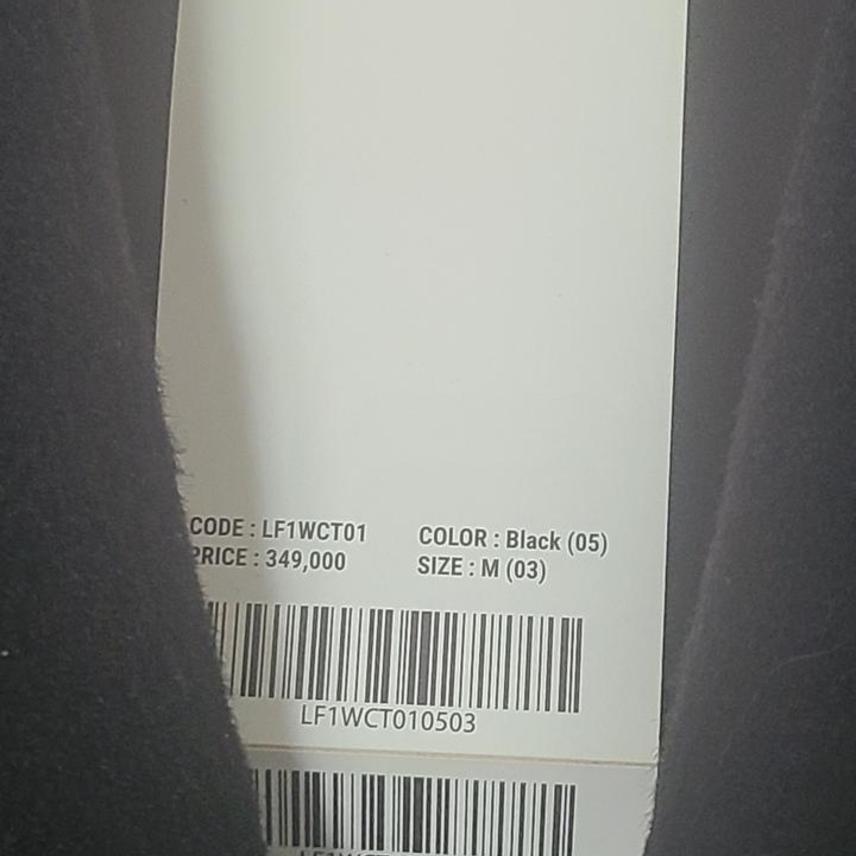 CODE : LF1WCT01 COLOR : Black (05)
PRICE : 349,000 SIZE : M (03)
LF1WCT010503